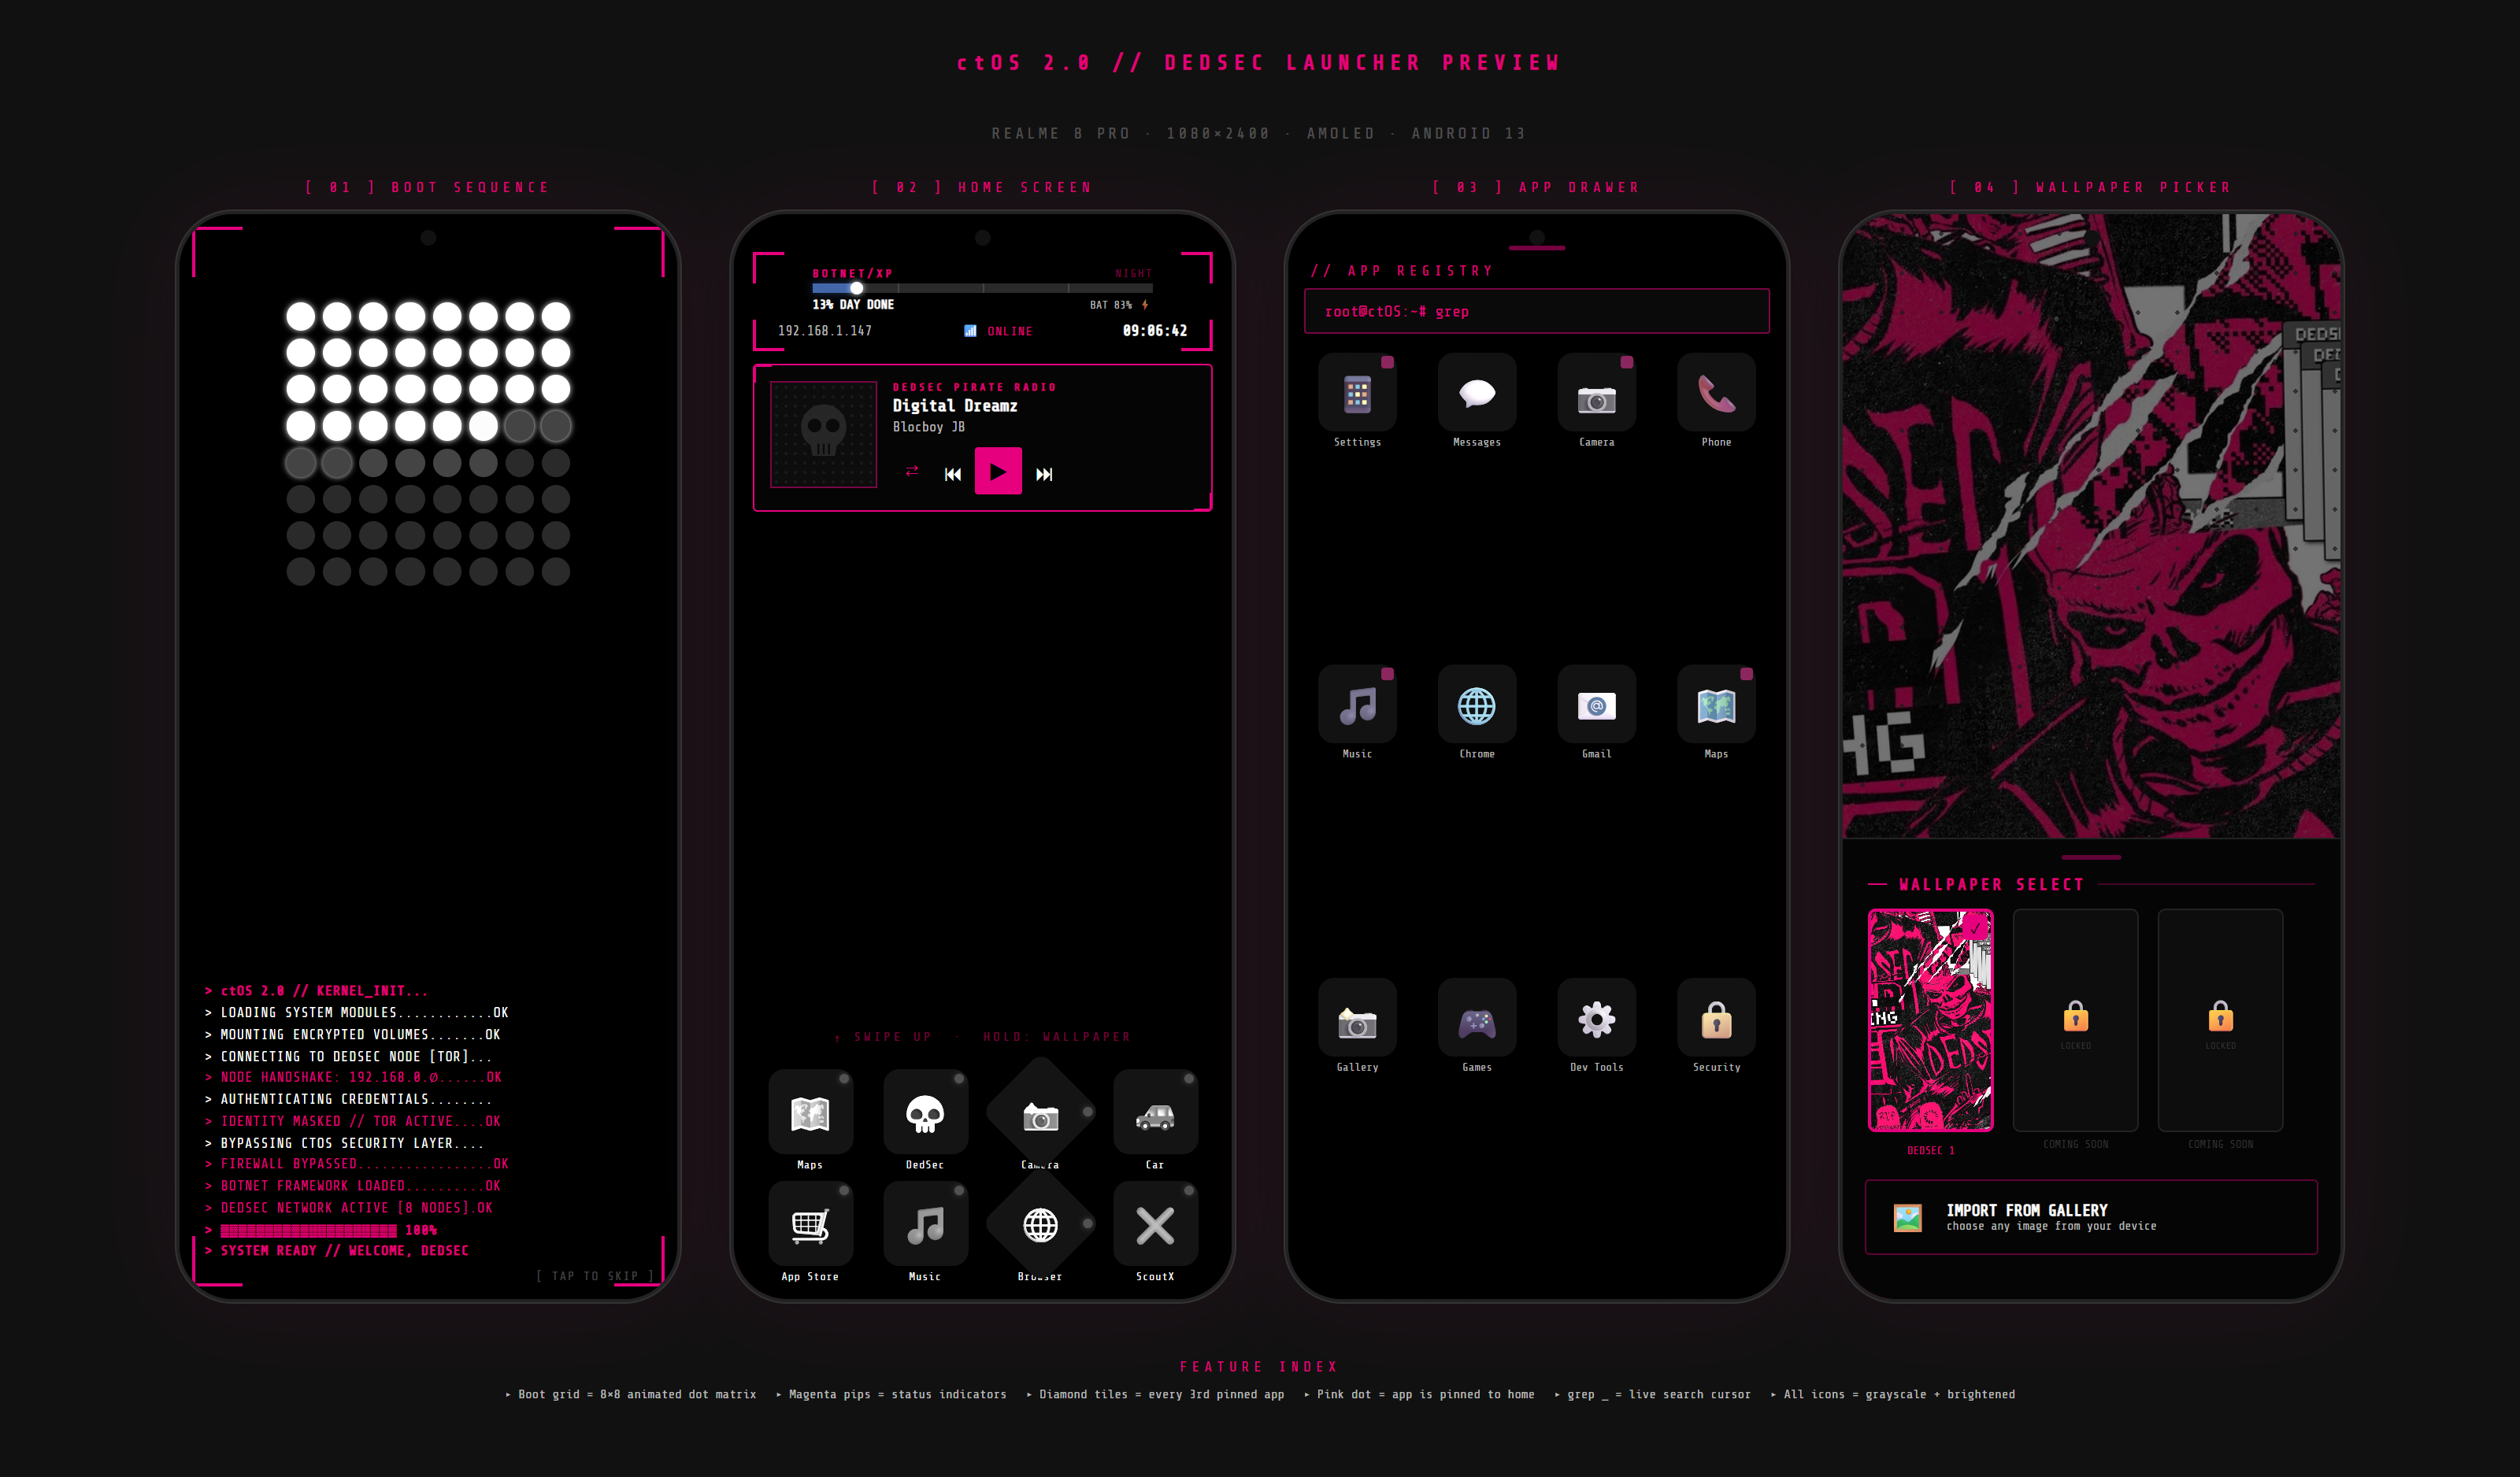 ctOS 2.0 // DEDSEC LAUNCHER PREVIEW
REALME 8 PRO · 1080×2400 · AMOLED · ANDROID 13
[ 01 ] BOOT SEQUENCE
> ctOS 2.0 // KERNEL_INIT...
> LOADING SYSTEM MODULES............OK
> MOUNTING ENCRYPTED VOLUMES.......OK
> CONNECTING TO DEDSEC NODE [TOR]...
> NODE HANDSHAKE: 192.168.0.Ø......OK
> AUTHENTICATING CREDENTIALS........
> IDENTITY MASKED // TOR ACTIVE....OK
> BYPASSING CTOS SECURITY LAYER....
> FIREWALL BYPASSED.................OK
> BOTNET FRAMEWORK LOADED..........OK
> DEDSEC NETWORK ACTIVE [8 NODES].OK
> ▓▓▓▓▓▓▓▓▓▓▓▓▓▓▓▓▓▓▓▓ 100%
> SYSTEM READY // WELCOME, DEDSEC
[ TAP TO SKIP ]
[ 02 ] HOME SCREEN
BOTNET/XP NIGHT
13% DAY DONE BAT 83%
192.168.1.147 ONLINE 09:06:42
DEDSEC PIRATE RADIO
Digital Dreamz
Blocboy JB
↑ SWIPE UP · HOLD: WALLPAPER
Maps DedSec Camera Car
App Store Music Browser ScoutX
[ 03 ] APP DRAWER
// APP REGISTRY
root@ctOS:~# grep
Settings Messages Camera Phone
Music Chrome Gmail Maps
Gallery Games Dev Tools Security
[ 04 ] WALLPAPER PICKER
WALLPAPER SELECT
LOCKED LOCKED
COMING SOON COMING SOON
DEDSEC 1
IMPORT FROM GALLERY
choose any image from your device
FEATURE INDEX
▸ Boot grid = 8×8 animated dot matrix ▸ Magenta pips = status indicators ▸ Diamond tiles = every 3rd pinned app ▸ Pink dot = app is pinned to home ▸ grep _ = live search cursor ▸ All icons = grayscale + brightened